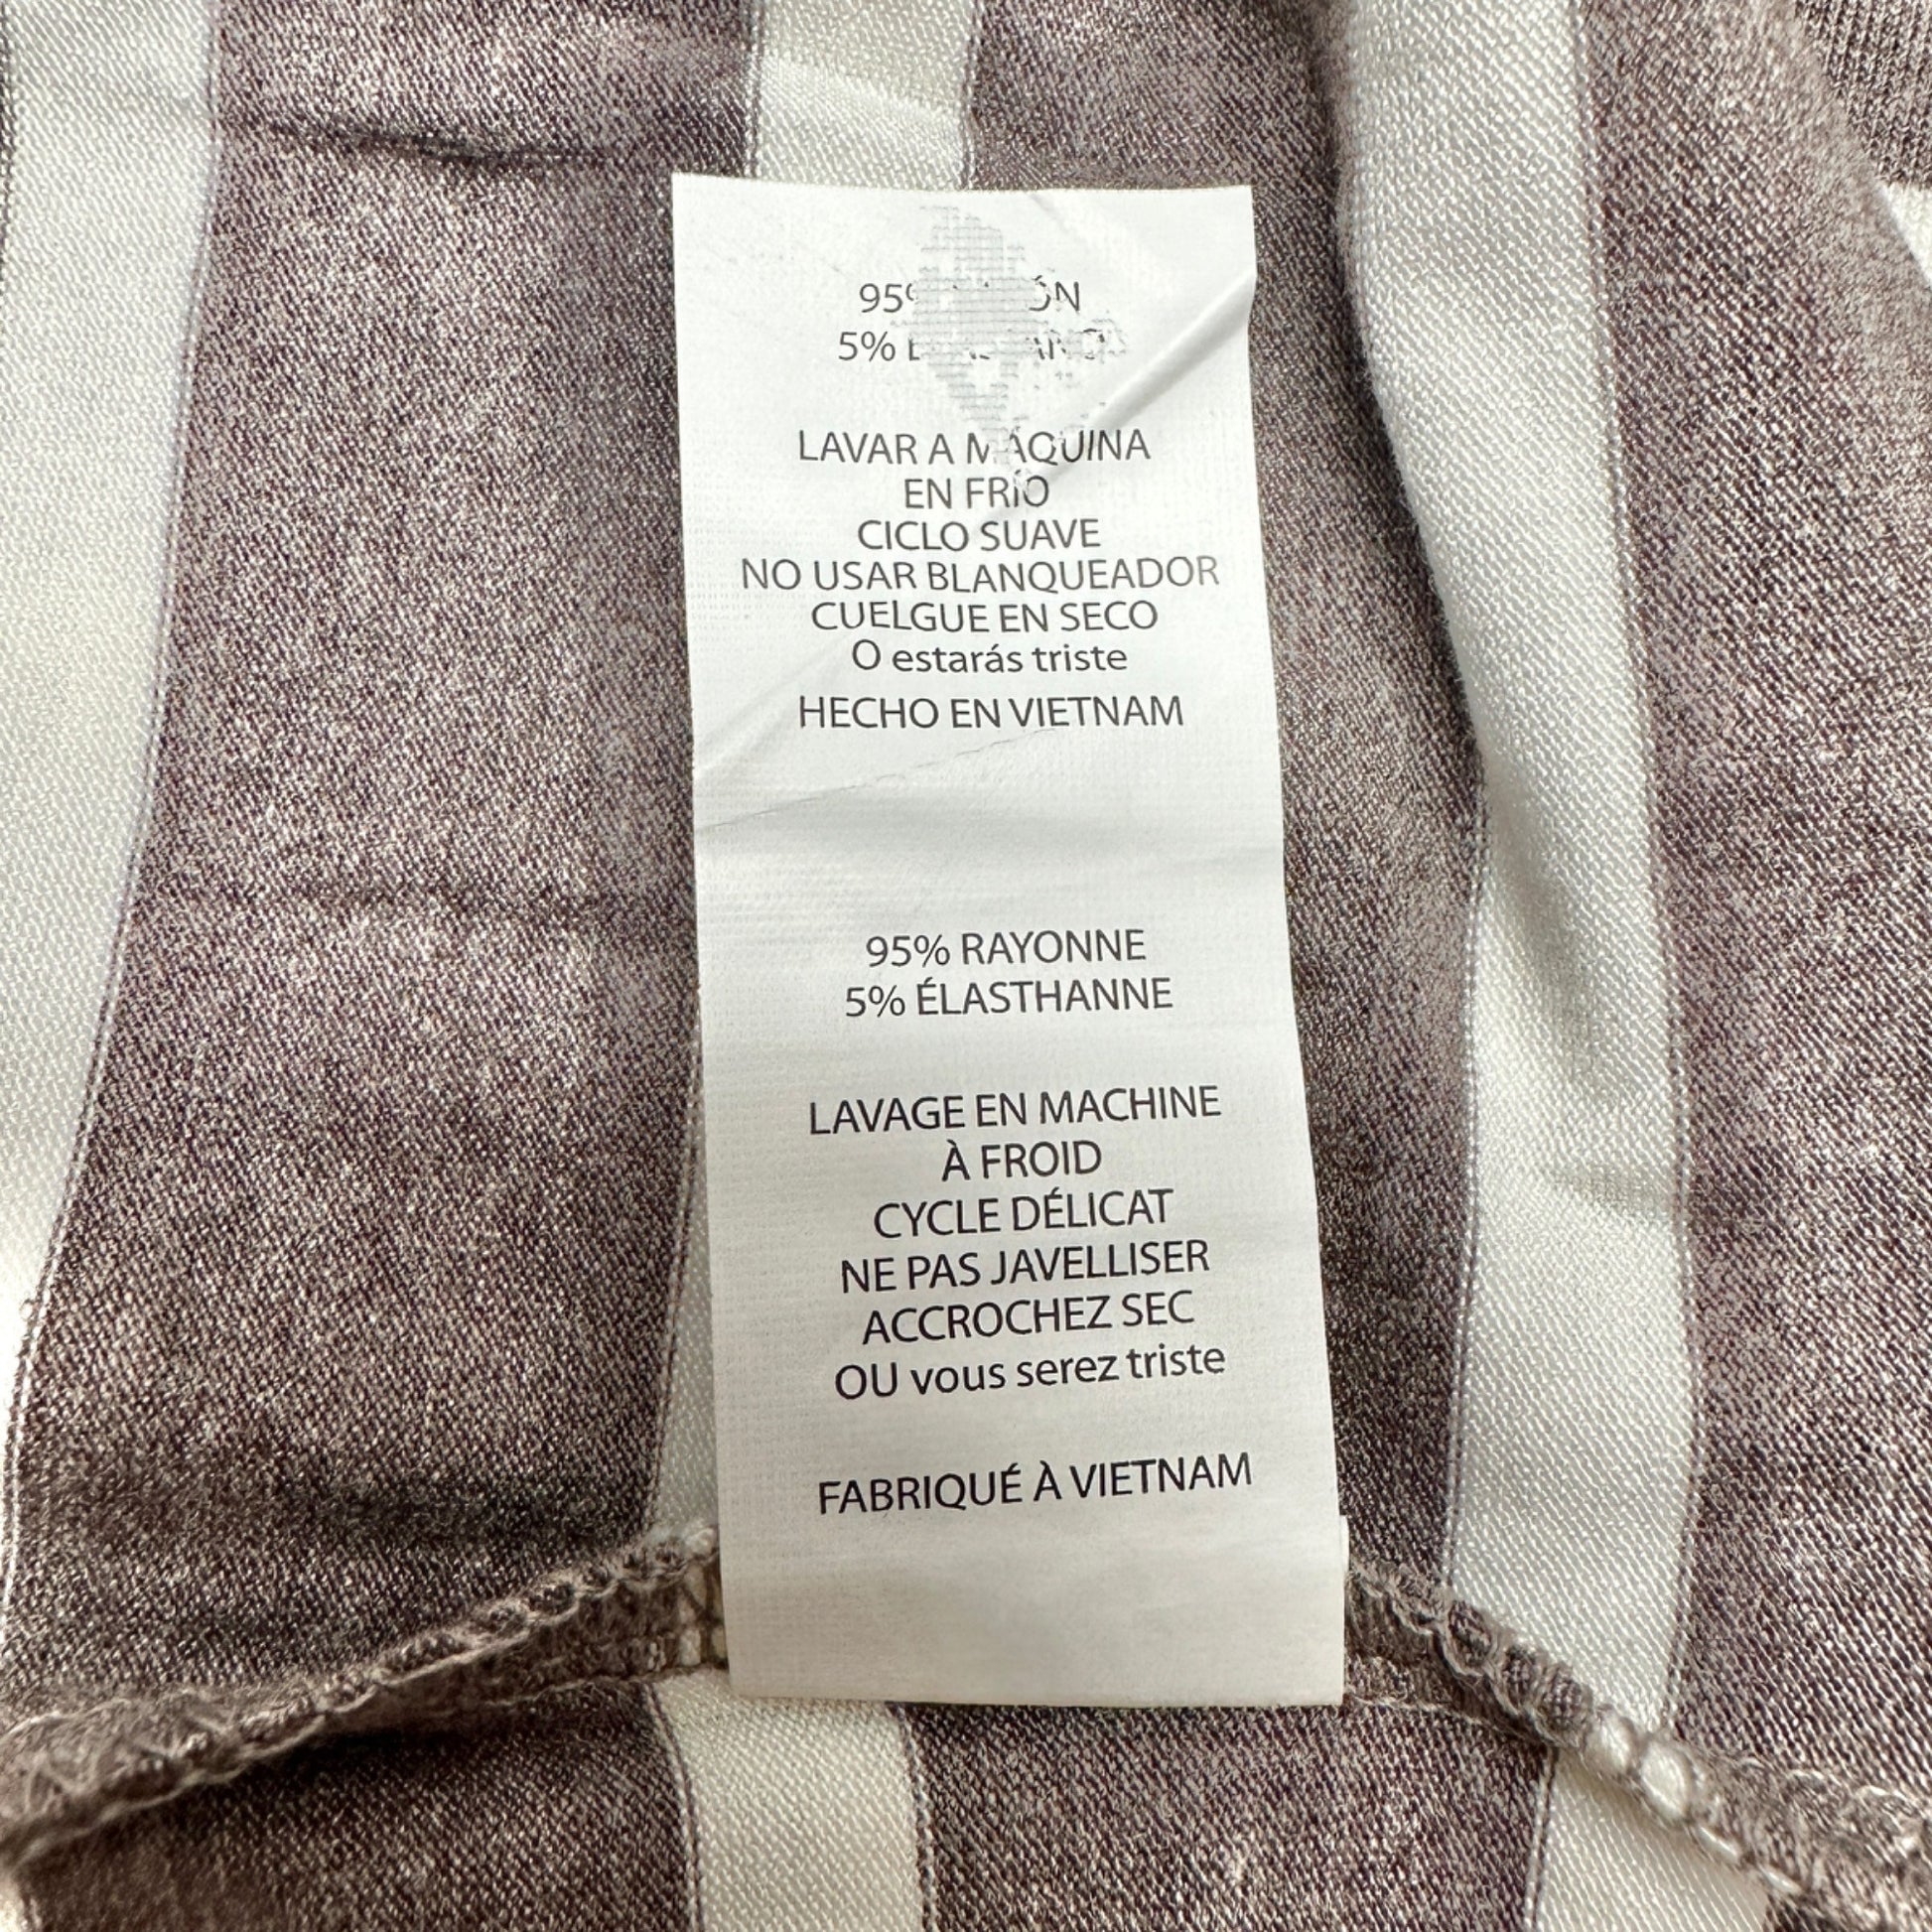 5%
LAVAR A MÁQUINA
EN FRÍO
CICLO SUAVE
NO USAR BLANQUEADOR
CUELGUE EN SECO
O estarás triste
HECHO EN VIETNAM
95% RAYONNE
5% ÉLASTHANNE
LAVAGE EN MACHINE
À FROID
CYCLE DÉLICAT
NE PAS JAVELLISER
ACCROCHEZ SEC
OU vous serez triste
FABRIQUÉ À VIETNAM